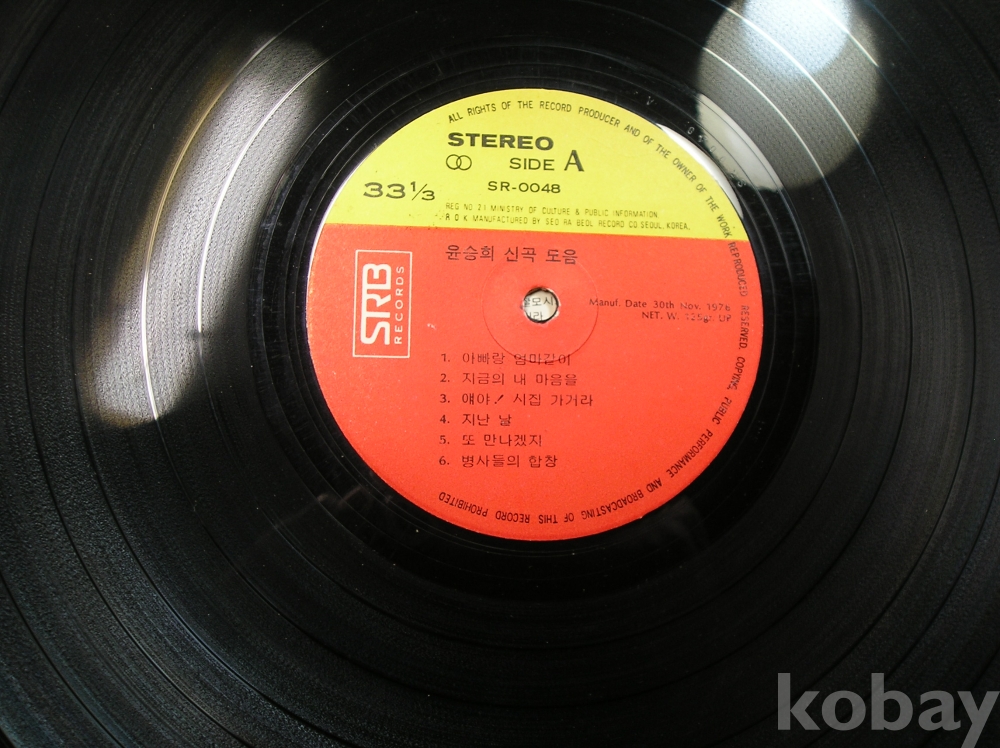 ALL RIGHTS OF THE RECORD PRODUCER AND OF THE OWNER OF THE WORK REPRODUCED RESERVED. COPYING, PUBLIC PERFORMANCE AND BROADCASTING OF THIS RECORD PROHIBITED
STEREO
SIDE A
33 1/3
SR-0048
REG NO 21 MINISTRY OF CULTURE & PUBLIC INFORMATION
R O K MANUFACTURED BY SEO RA BEOL RECORD CO. SEOUL, KOREA.
윤승희 신곡 도음
SRB
RECORDS
Manuf. Date 30th Nov. 1976
NET. W. 125gr. UP
1. 아빠랑 엄마같이
2. 지금의 내 마음을
3. 얘야! 시집 가거라
4. 지난 날
5. 또 만나겠지
6. 병사들의 합창
kobay